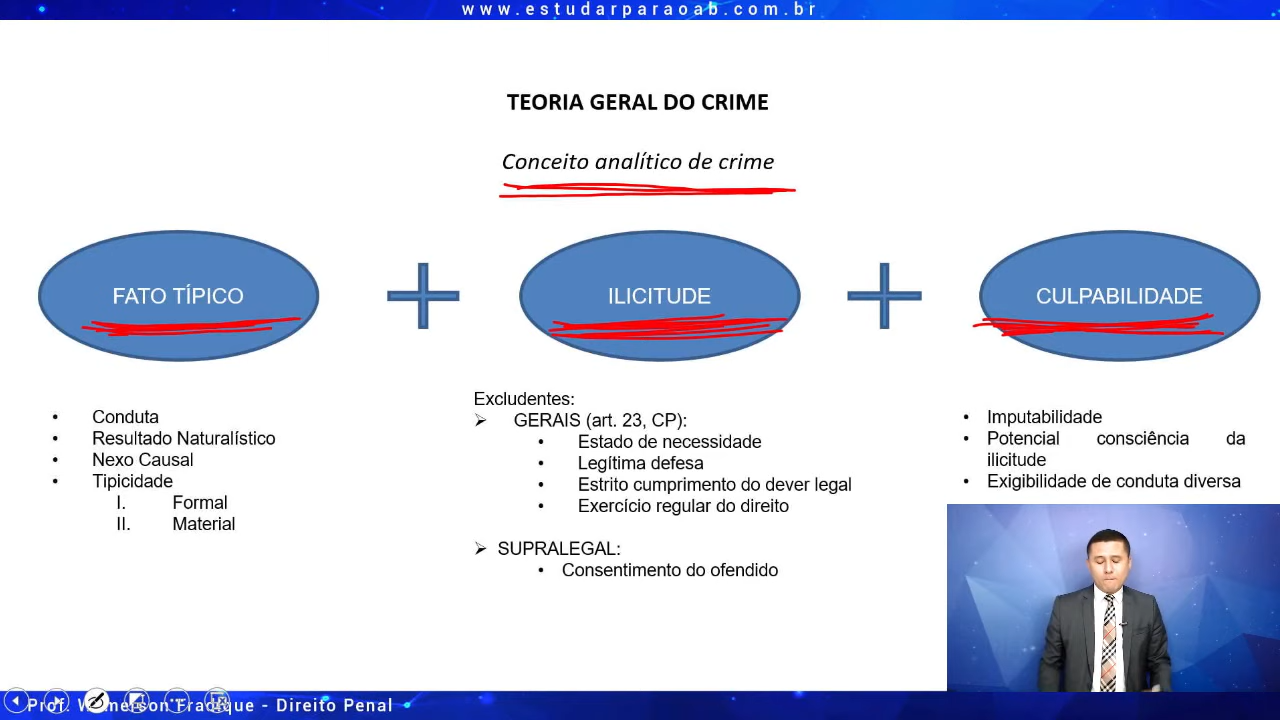 www.estudarparaoab.com.br
TEORIA GERAL DO CRIME
Conceito analítico de crime
FATO TÍPICO
ILICITUDE
CULPABILIDADE
• Conduta
• Resultado Naturalístico
• Nexo Causal
• Tipicidade
I. Formal
II. Material
Excludentes:
➢ GERAIS (art. 23, CP):
• Estado de necessidade
• Legítima defesa
• Estrito cumprimento do dever legal
• Exercício regular do direito
➢ SUPRALEGAL:
• Consentimento do ofendido
• Imputabilidade
• Potencial consciência da
ilicitude
• Exigibilidade de conduta diversa
Prof. - Direito Penal